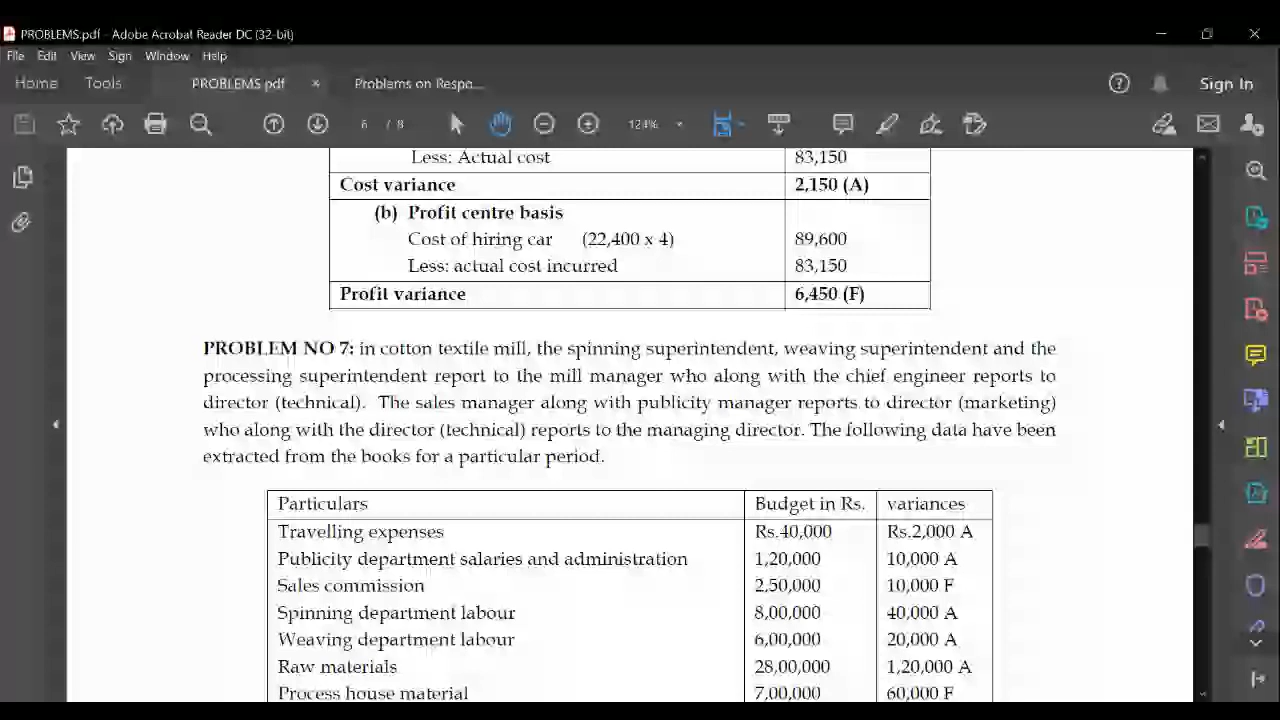 PROBLEMS.pdf - Adobe Acrobat Reader DC (32-bit)
File Edit View Sign Window Help
Home Tools PROBLEMS pdf × Problems on Respo... Sign In
6 / 8 124%
Less: Actual cost 83,150
Cost variance 2,150 (A)
(b) Profit centre basis
Cost of hiring car (22,400 x 4) 89,600
Less: actual cost incurred 83,150
Profit variance 6,450 (F)
PROBLEM NO 7: in cotton textile mill, the spinning superintendent, weaving superintendent and the
processing superintendent report to the mill manager who along with the chief engineer reports to
director (technical). The sales manager along with publicity manager reports to director (marketing)
who along with the director (technical) reports to the managing director. The following data have been
extracted from the books for a particular period.
Particulars Budget in Rs. variances
Travelling expenses Rs.40,000 Rs.2,000 A
Publicity department salaries and administration 1,20,000 10,000 A
Sales commission 2,50,000 10,000 F
Spinning department labour 8,00,000 40,000 A
Weaving department labour 6,00,000 20,000 A
Raw materials 28,00,000 1,20,000 A
Process house material 7,00,000 60,000 F